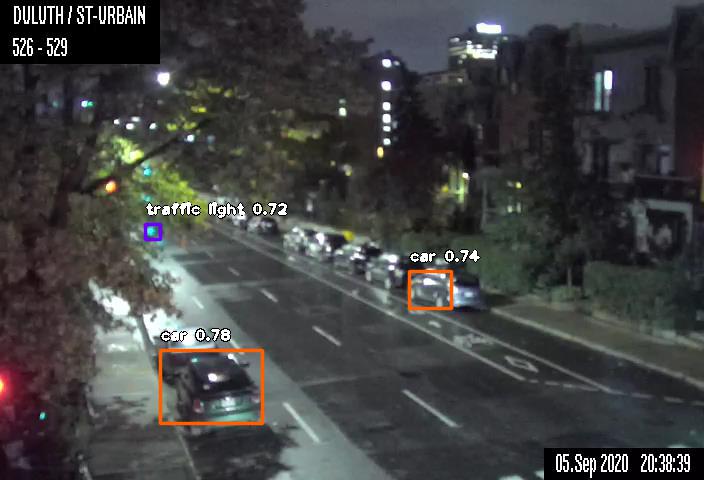 DULUTH / ST-URBAIN
526 - 529
traffic light 0.72
car 0.74
car 0.78
05.Sep 2020 20:38:39